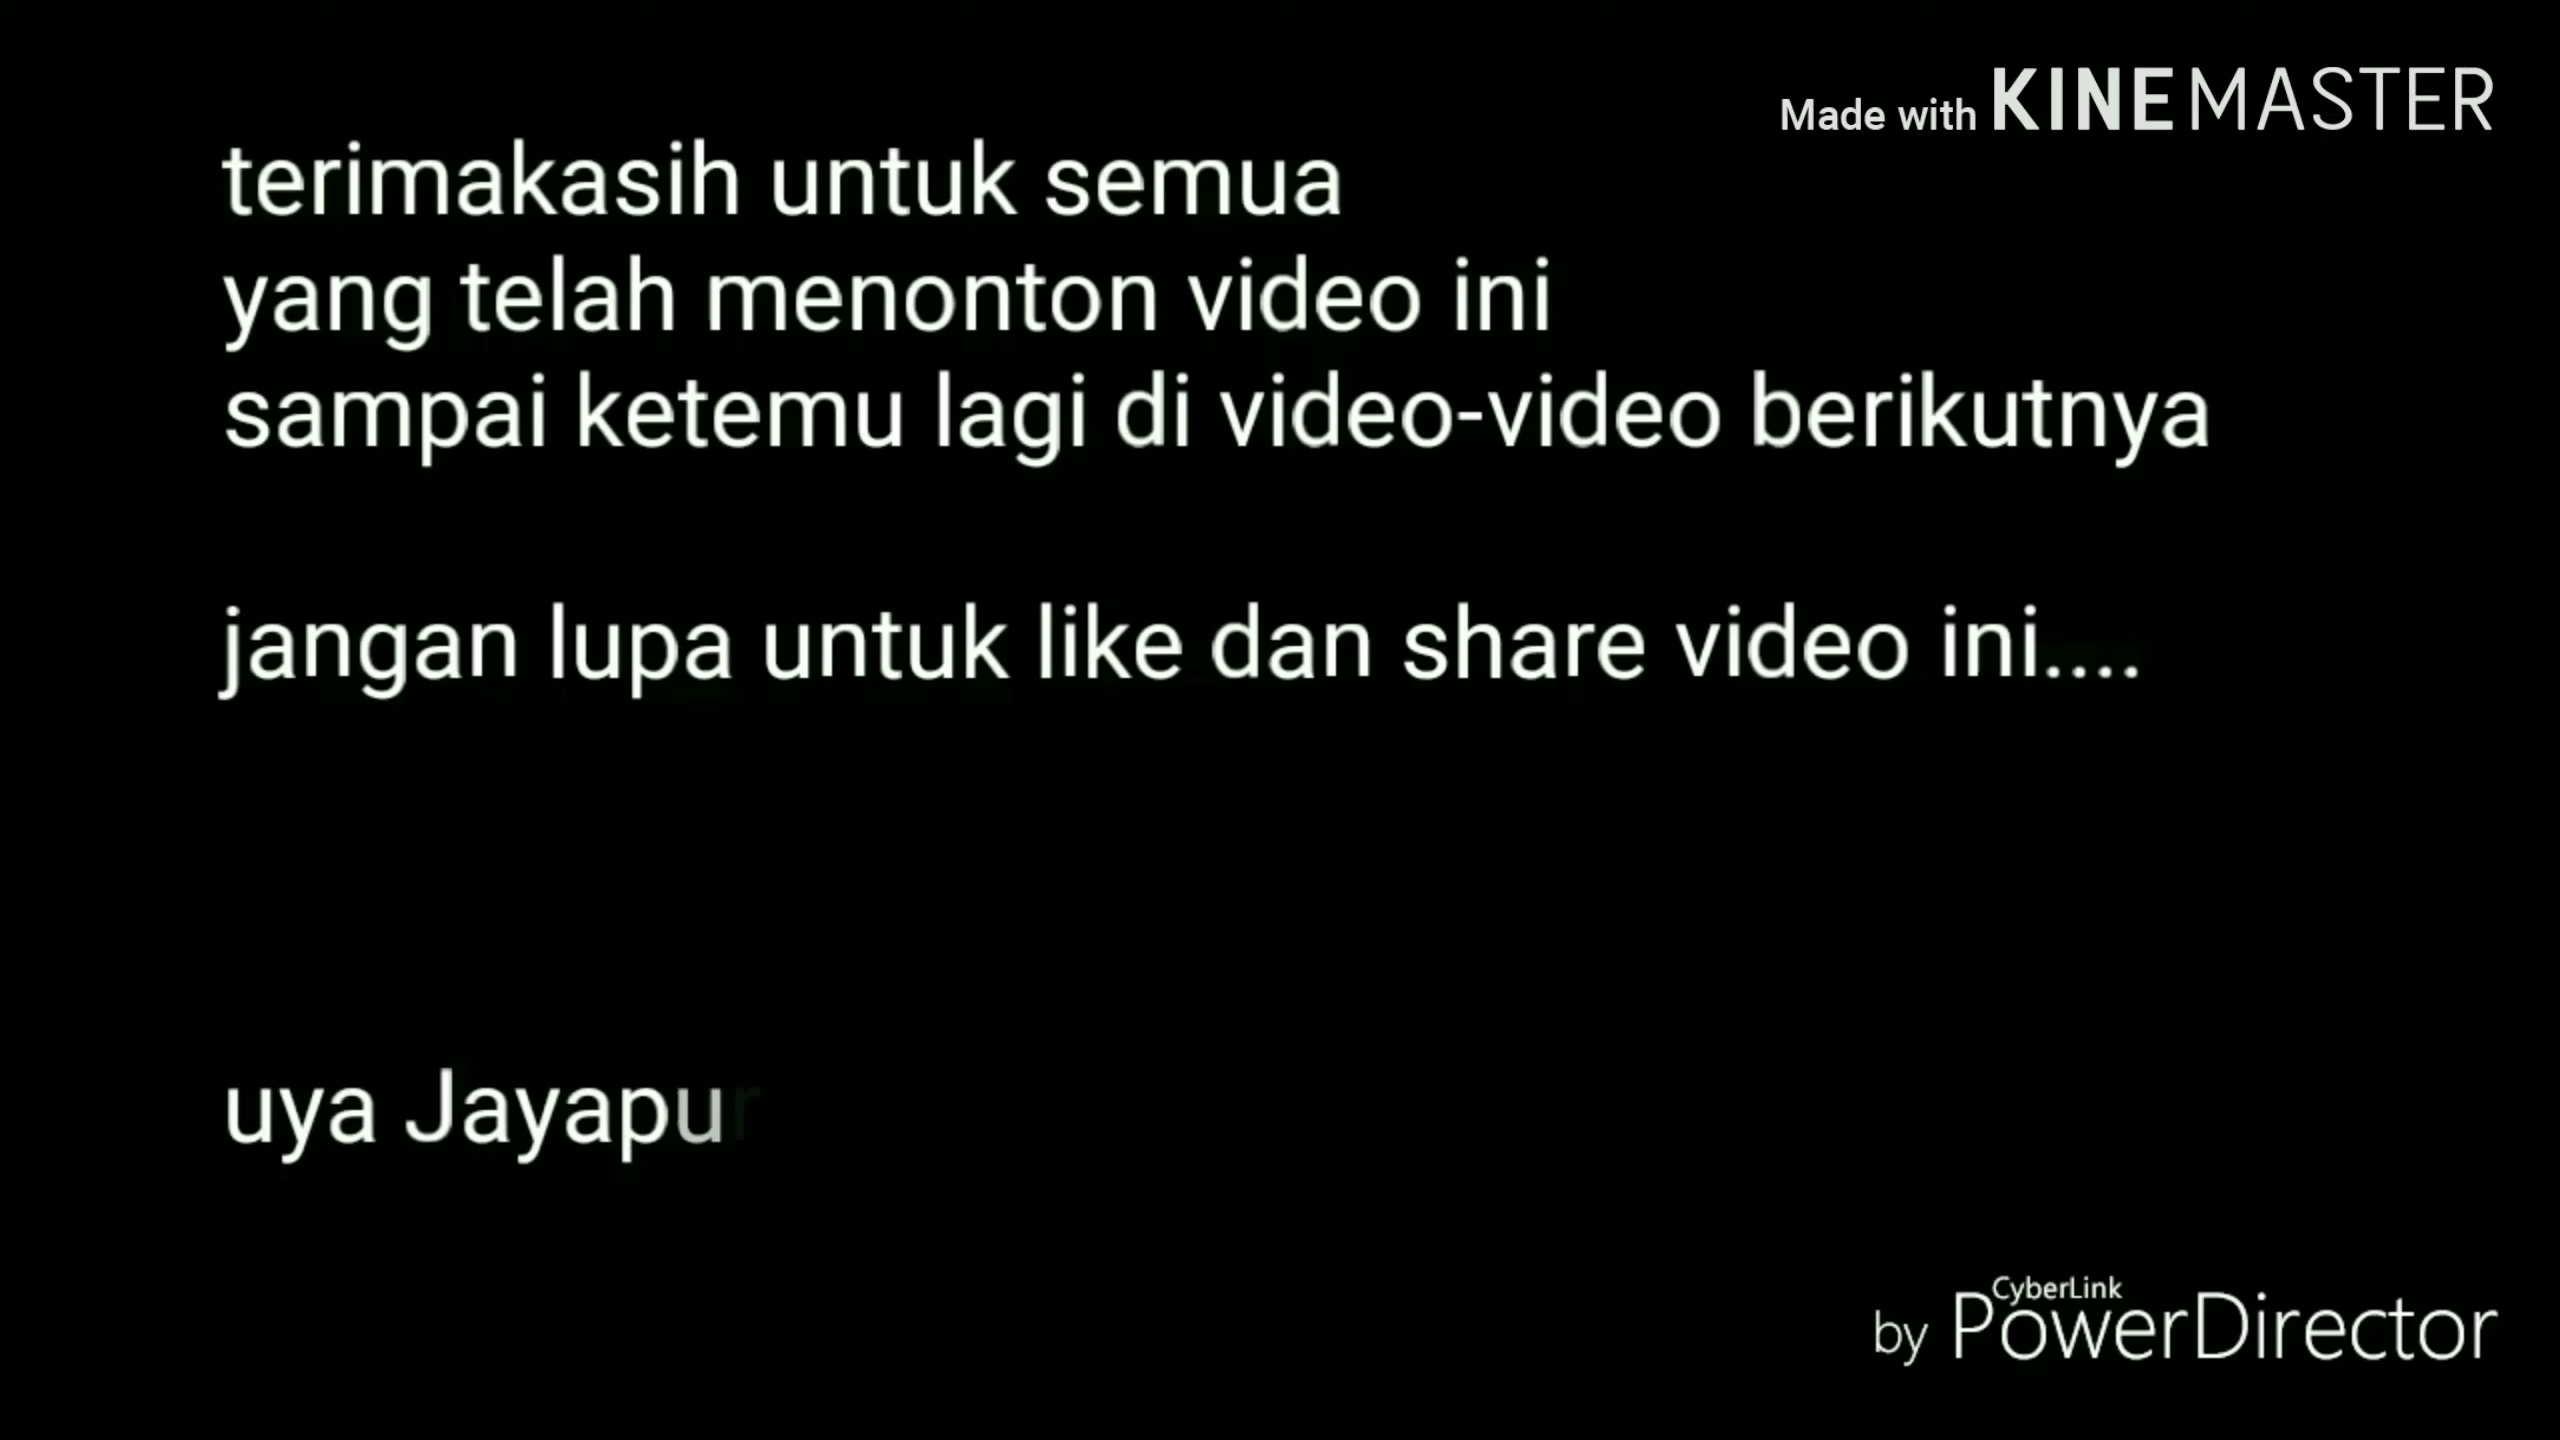 Made with KINEMASTER
terimakasih untuk semua
yang telah menonton video ini
sampai ketemu lagi di video-video berikutnya
jangan lupa untuk like dan share video ini....
uya Jayapur
by CyberLink PowerDirector